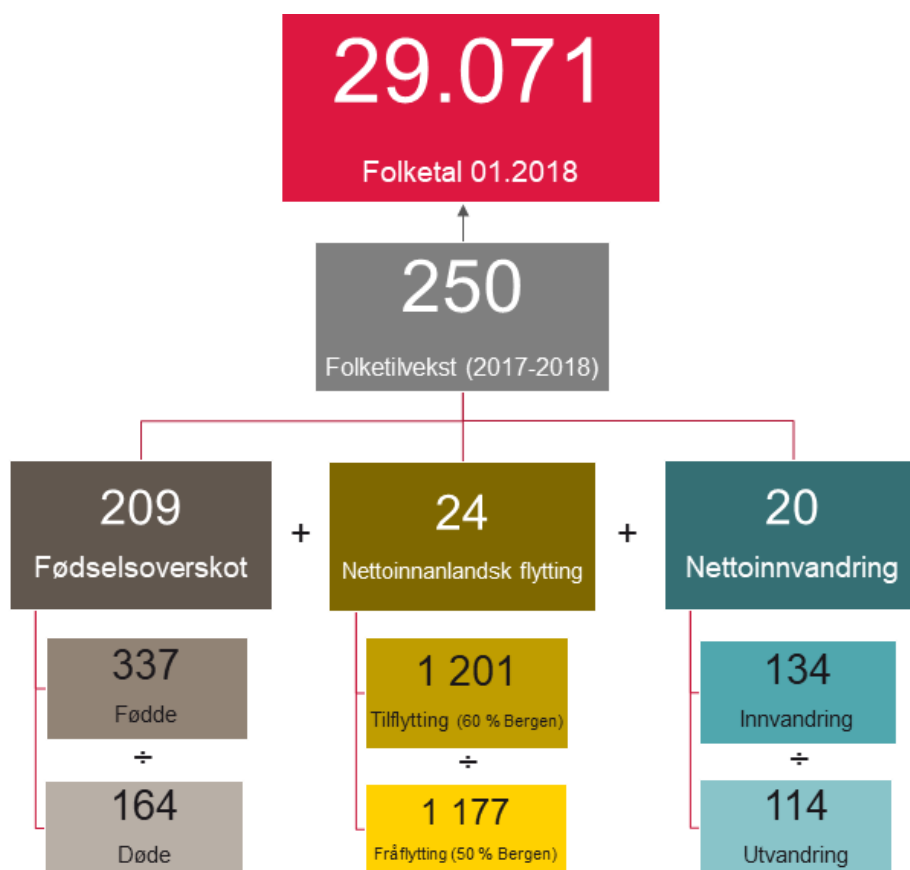 29.071
Folketal 01.2018
250
Folketilvekst (2017-2018)
209
Fødselsoverskot
+
24
Nettoinnanlandsk flytting
+
20
Nettoinnvandring
337
Fødde
÷
164
Døde
1 201
Tilflytting (60 % Bergen)
÷
1 177
Fråflytting (50 % Bergen)
134
Innvandring
÷
114
Utvandring